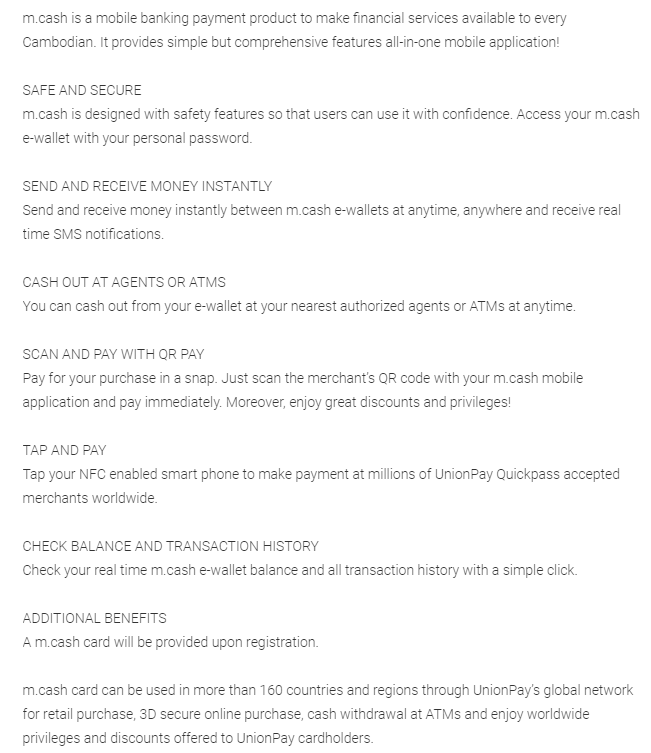 m.cash is a mobile banking payment product to make financial services available to every
Cambodian. It provides simple but comprehensive features all-in-one mobile application!
SAFE AND SECURE
m.cash is designed with safety features so that users can use it with confidence. Access your m.cash
e-wallet with your personal password.
SEND AND RECEIVE MONEY INSTANTLY
Send and receive money instantly between m.cash e-wallets at anytime, anywhere and receive real
time SMS notifications.
CASH OUT AT AGENTS OR ATMS
You can cash out from your e-wallet at your nearest authorized agents or ATMs at anytime.
SCAN AND PAY WITH QR PAY
Pay for your purchase in a snap. Just scan the merchant's QR code with your m.cash mobile
application and pay immediately. Moreover, enjoy great discounts and privileges!
TAP AND PAY
Tap your NFC enabled smart phone to make payment at millions of UnionPay Quickpass accepted
merchants worldwide.
CHECK BALANCE AND TRANSACTION HISTORY
Check your real time m.cash e-wallet balance and all transaction history with a simple click.
ADDITIONAL BENEFITS
A m.cash card will be provided upon registration.
m.cash card can be used in more than 160 countries and regions through UnionPay's global network
for retail purchase, 3D secure online purchase, cash withdrawal at ATMs and enjoy worldwide
privileges and discounts offered to UnionPay cardholders.